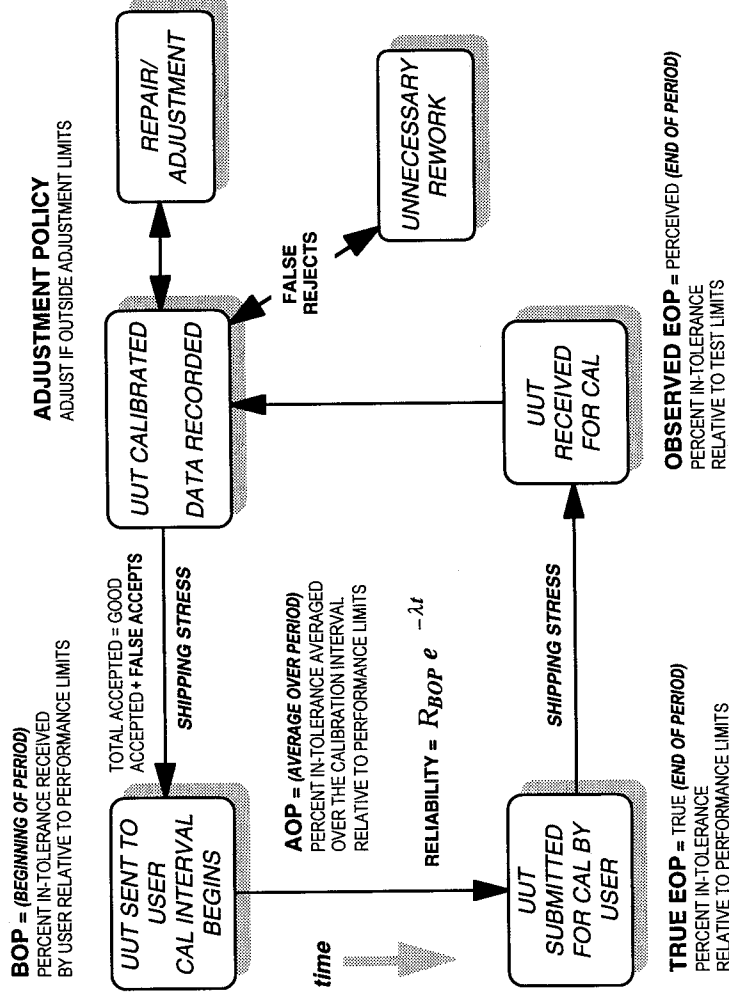 BOP = (BEGINNING OF PERIOD)
PERCENT IN-TOLERANCE RECEIVED
BY USER RELATIVE TO PERFORMANCE LIMITS
ADJUSTMENT POLICY
ADJUST IF OUTSIDE ADJUSTMENT LIMITS
UUT SENT TO
USER
CAL INTERVAL
BEGINS
TOTAL ACCEPTED = GOOD
ACCEPTED + FALSE ACCEPTS
SHIPPING STRESS
UUT CALIBRATED
DATA RECORDED
REPAIR/
ADJUSTMENT
FALSE
REJECTS
UNNECESSARY
REWORK
time
AOP = (AVERAGE OVER PERIOD)
PERCENT IN-TOLERANCE AVERAGED
OVER THE CALIBRATION INTERVAL
RELATIVE TO PERFORMANCE LIMITS
RELIABILITY = R_BOP e^{-λt}
UUT
SUBMITTED
FOR CAL BY
USER
SHIPPING STRESS
UUT
RECEIVED
FOR CAL
TRUE EOP = TRUE (END OF PERIOD)
PERCENT IN-TOLERANCE
RELATIVE TO PERFORMANCE LIMITS
OBSERVED EOP = PERCEIVED (END OF PERIOD)
PERCENT IN-TOLERANCE
RELATIVE TO TEST LIMITS